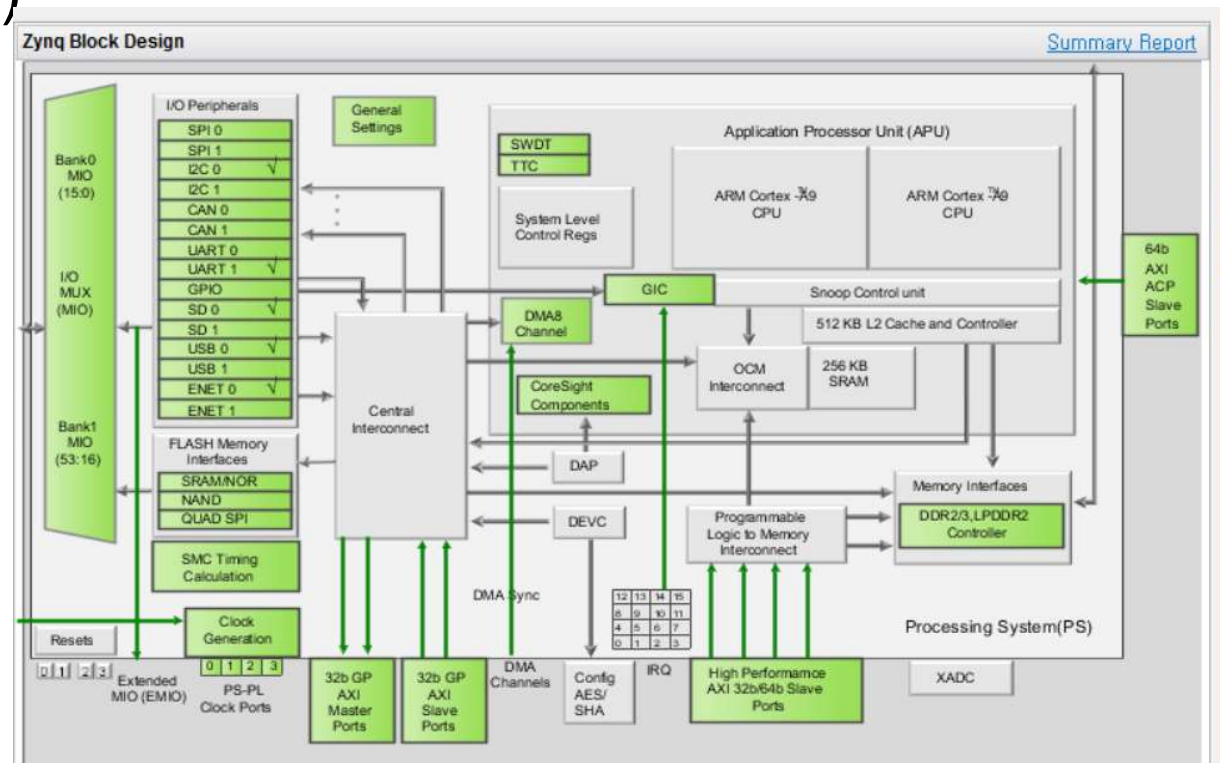 )
Zynq Block Design
Summary Report
Bank0
MIO
(15:0)
I/O
MUX
(MIO)
Bank1
MIO
(53:16)
I/O Peripherals
SPI 0
SPI 1
I2C 0 √
I2C 1
CAN 0
CAN 1
UART 0
UART 1 √
GPIO
SD 0 √
SD 1
USB 0 √
USB 1
ENET 0 √
ENET 1
FLASH Memory
Interfaces
SRAM/NOR
NAND
QUAD SPI
SMC Timing
Calculation
General
Settings
Application Processor Unit (APU)
SWDT
TTC
System Level
Control Regs
ARM Cortex -A9
CPU
ARM Cortex -A9
CPU
GIC
Snoop Control unit
512 KB L2 Cache and Controller
DMA8
Channel
OCM
Interconnect
256 KB
SRAM
CoreSight
Components
Central
Interconnect
DAP
DEVC
Programmable
Logic to Memory
Interconnect
Memory Interfaces
DDR2/3,LPDDR2
Controller
64b
AXI
ACP
Slave
Ports
DMA Sync
12 13 14 15
8 9 10 11
4 5 6 7
0 1 2 3
Processing System(PS)
Resets
0 1 2 3
Clock
Generation
0 1 2 3
Extended
MIO (EMIO)
PS-PL
Clock Ports
32b GP
AXI
Master
Ports
32b GP
AXI
Slave
Ports
DMA
Channels
Config
AES/
SHA
IRQ
High Performamce
AXI 32b/64b Slave
Ports
XADC